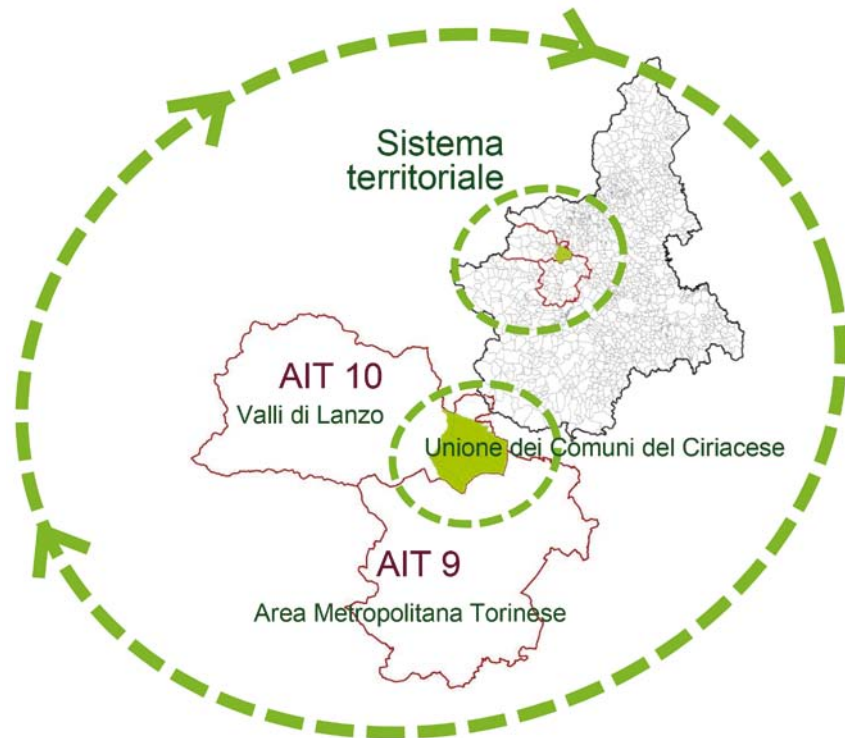 Sistema
territoriale
AIT 10
Valli di Lanzo
Unione dei Comuni del Ciriacese
AIT 9
Area Metropolitana Torinese